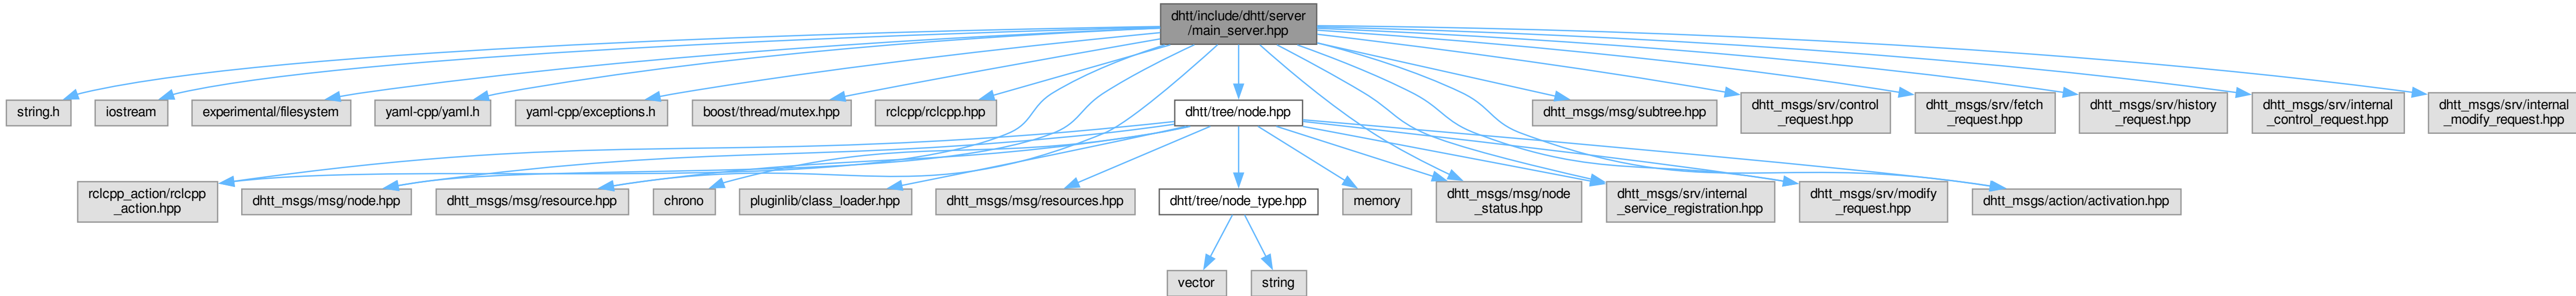 dhtt/include/dhtt/server
/main_server.hpp
string.h
iostream
experimental/filesystem
yaml-cpp/yaml.h
yaml-cpp/exceptions.h
boost/thread/mutex.hpp
rclcpp/rclcpp.hpp
dhtt/tree/node.hpp
dhtt_msgs/msg/subtree.hpp
dhtt_msgs/srv/control
_request.hpp
dhtt_msgs/srv/fetch
_request.hpp
dhtt_msgs/srv/history
_request.hpp
dhtt_msgs/srv/internal
_control_request.hpp
dhtt_msgs/srv/internal
_modify_request.hpp
rclcpp_action/rclcpp
_action.hpp
dhtt_msgs/msg/node.hpp
dhtt_msgs/msg/resource.hpp
chrono
pluginlib/class_loader.hpp
dhtt_msgs/msg/resources.hpp
dhtt/tree/node_type.hpp
memory
dhtt_msgs/msg/node
_status.hpp
dhtt_msgs/srv/internal
_service_registration.hpp
dhtt_msgs/srv/modify
_request.hpp
dhtt_msgs/action/activation.hpp
vector
string